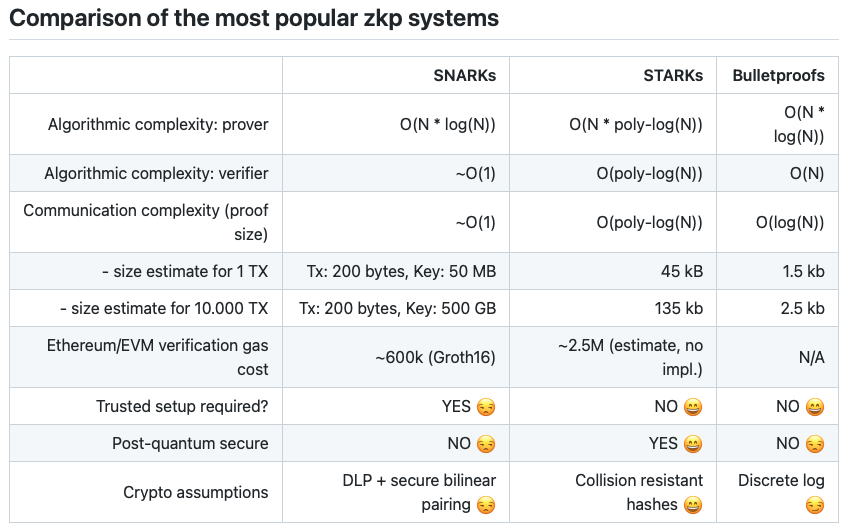 Comparison of the most popular zkp systems
SNARKs STARKs Bulletproofs
Algorithmic complexity: prover O(N * log(N)) O(N * poly-log(N)) O(N *
log(N))
Algorithmic complexity: verifier ~O(1) O(poly-log(N)) O(N)
Communication complexity (proof
size) ~O(1) O(poly-log(N)) O(log(N))
- size estimate for 1 TX Tx: 200 bytes, Key: 50 MB 45 kB 1.5 kb
- size estimate for 10.000 TX Tx: 200 bytes, Key: 500 GB 135 kb 2.5 kb
Ethereum/EVM verification gas
cost ~600k (Groth16) ~2.5M (estimate, no
impl.) N/A
Trusted setup required? YES 😒 NO 😄 NO 😄
Post-quantum secure NO 😒 YES 😄 NO 😒
Crypto assumptions DLP + secure bilinear
pairing 😒 Collision resistant
hashes 😄 Discrete log
😏